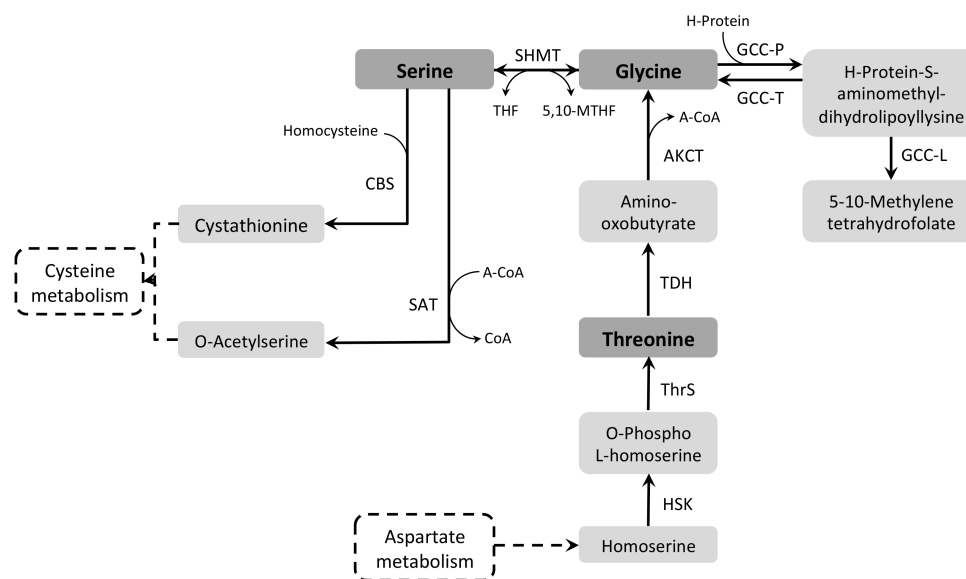 H-Protein
SHMT
GCC-P
Serine
Glycine
H-Protein-S-
aminomethyl-
dihydrolipoyllysine
GCC-T
THF
5,10-MTHF
A-CoA
Homocysteine
AKCT
GCC-L
CBS
Amino-
oxobutyrate
5-10-Methylene
tetrahydrofolate
Cystathionine
Cysteine
metabolism
A-CoA
TDH
SAT
CoA
O-Acetylserine
Threonine
ThrS
O-Phospho
L-homoserine
HSK
Aspartate
metabolism
Homoserine